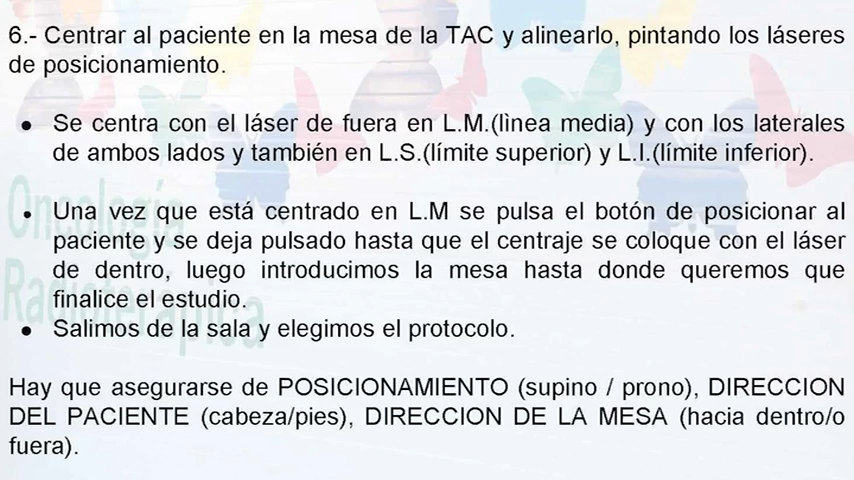 6.- Centrar al paciente en la mesa de la TAC y alinearlo, pintando los láseres
de posicionamiento.
● Se centra con el láser de fuera en L.M.(lìnea media) y con los laterales
de ambos lados y también en L.S.(límite superior) y L.I.(límite inferior).
● Una vez que está centrado en L.M se pulsa el botón de posicionar al
paciente y se deja pulsado hasta que el centraje se coloque con el láser
de dentro, luego introducimos la mesa hasta donde queremos que
finalice el estudio.
● Salimos de la sala y elegimos el protocolo.
Hay que asegurarse de POSICIONAMIENTO (supino / prono), DIRECCION
DEL PACIENTE (cabeza/pies), DIRECCION DE LA MESA (hacia dentro/o
fuera).
Oncología
Radioterápica